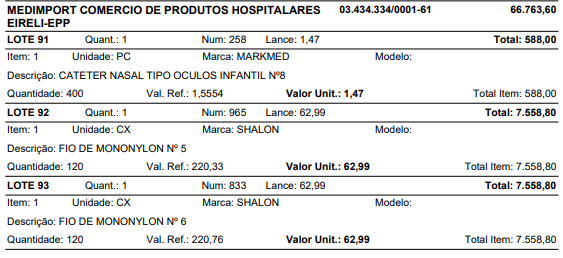 MEDIMPORT COMERCIO DE PRODUTOS HOSPITALARES 03.434.334/0001-61 66.763,60
EIRELI-EPP
LOTE 91 Quant.: 1 Num: 258 Lance: 1,47 Total: 588,00
Item: 1 Unidade: PC Marca: MARKMED Modelo:
Descrição: CATETER NASAL TIPO OCULOS INFANTIL Nº8
Quantidade: 400 Val. Ref.: 1,5554 Valor Unit.: 1,47 Total Item: 588,00
LOTE 92 Quant.: 1 Num: 965 Lance: 62,99 Total: 7.558,80
Item: 1 Unidade: CX Marca: SHALON Modelo:
Descrição: FIO DE MONONYLON Nº 5
Quantidade: 120 Val. Ref.: 220,33 Valor Unit.: 62,99 Total Item: 7.558,80
LOTE 93 Quant.: 1 Num: 833 Lance: 62,99 Total: 7.558,80
Item: 1 Unidade: CX Marca: SHALON Modelo:
Descrição: FIO DE MONONYLON Nº 6
Quantidade: 120 Val. Ref.: 220,76 Valor Unit.: 62,99 Total Item: 7.558,80